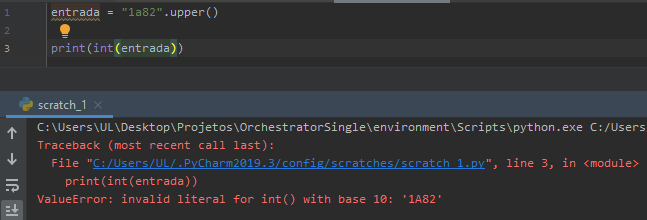 1 entrada = "1a82".upper()
2
3 print(int(entrada))
scratch_1
C:\Users\UL\Desktop\Projetos\OrchestratorSingle\environment\Scripts\python.exe C:/Users
Traceback (most recent call last):
File "C:/Users/UL/.PyCharm2019.3/config/scratches/scratch_1.py", line 3, in <module>
print(int(entrada))
ValueError: invalid literal for int() with base 10: '1A82'